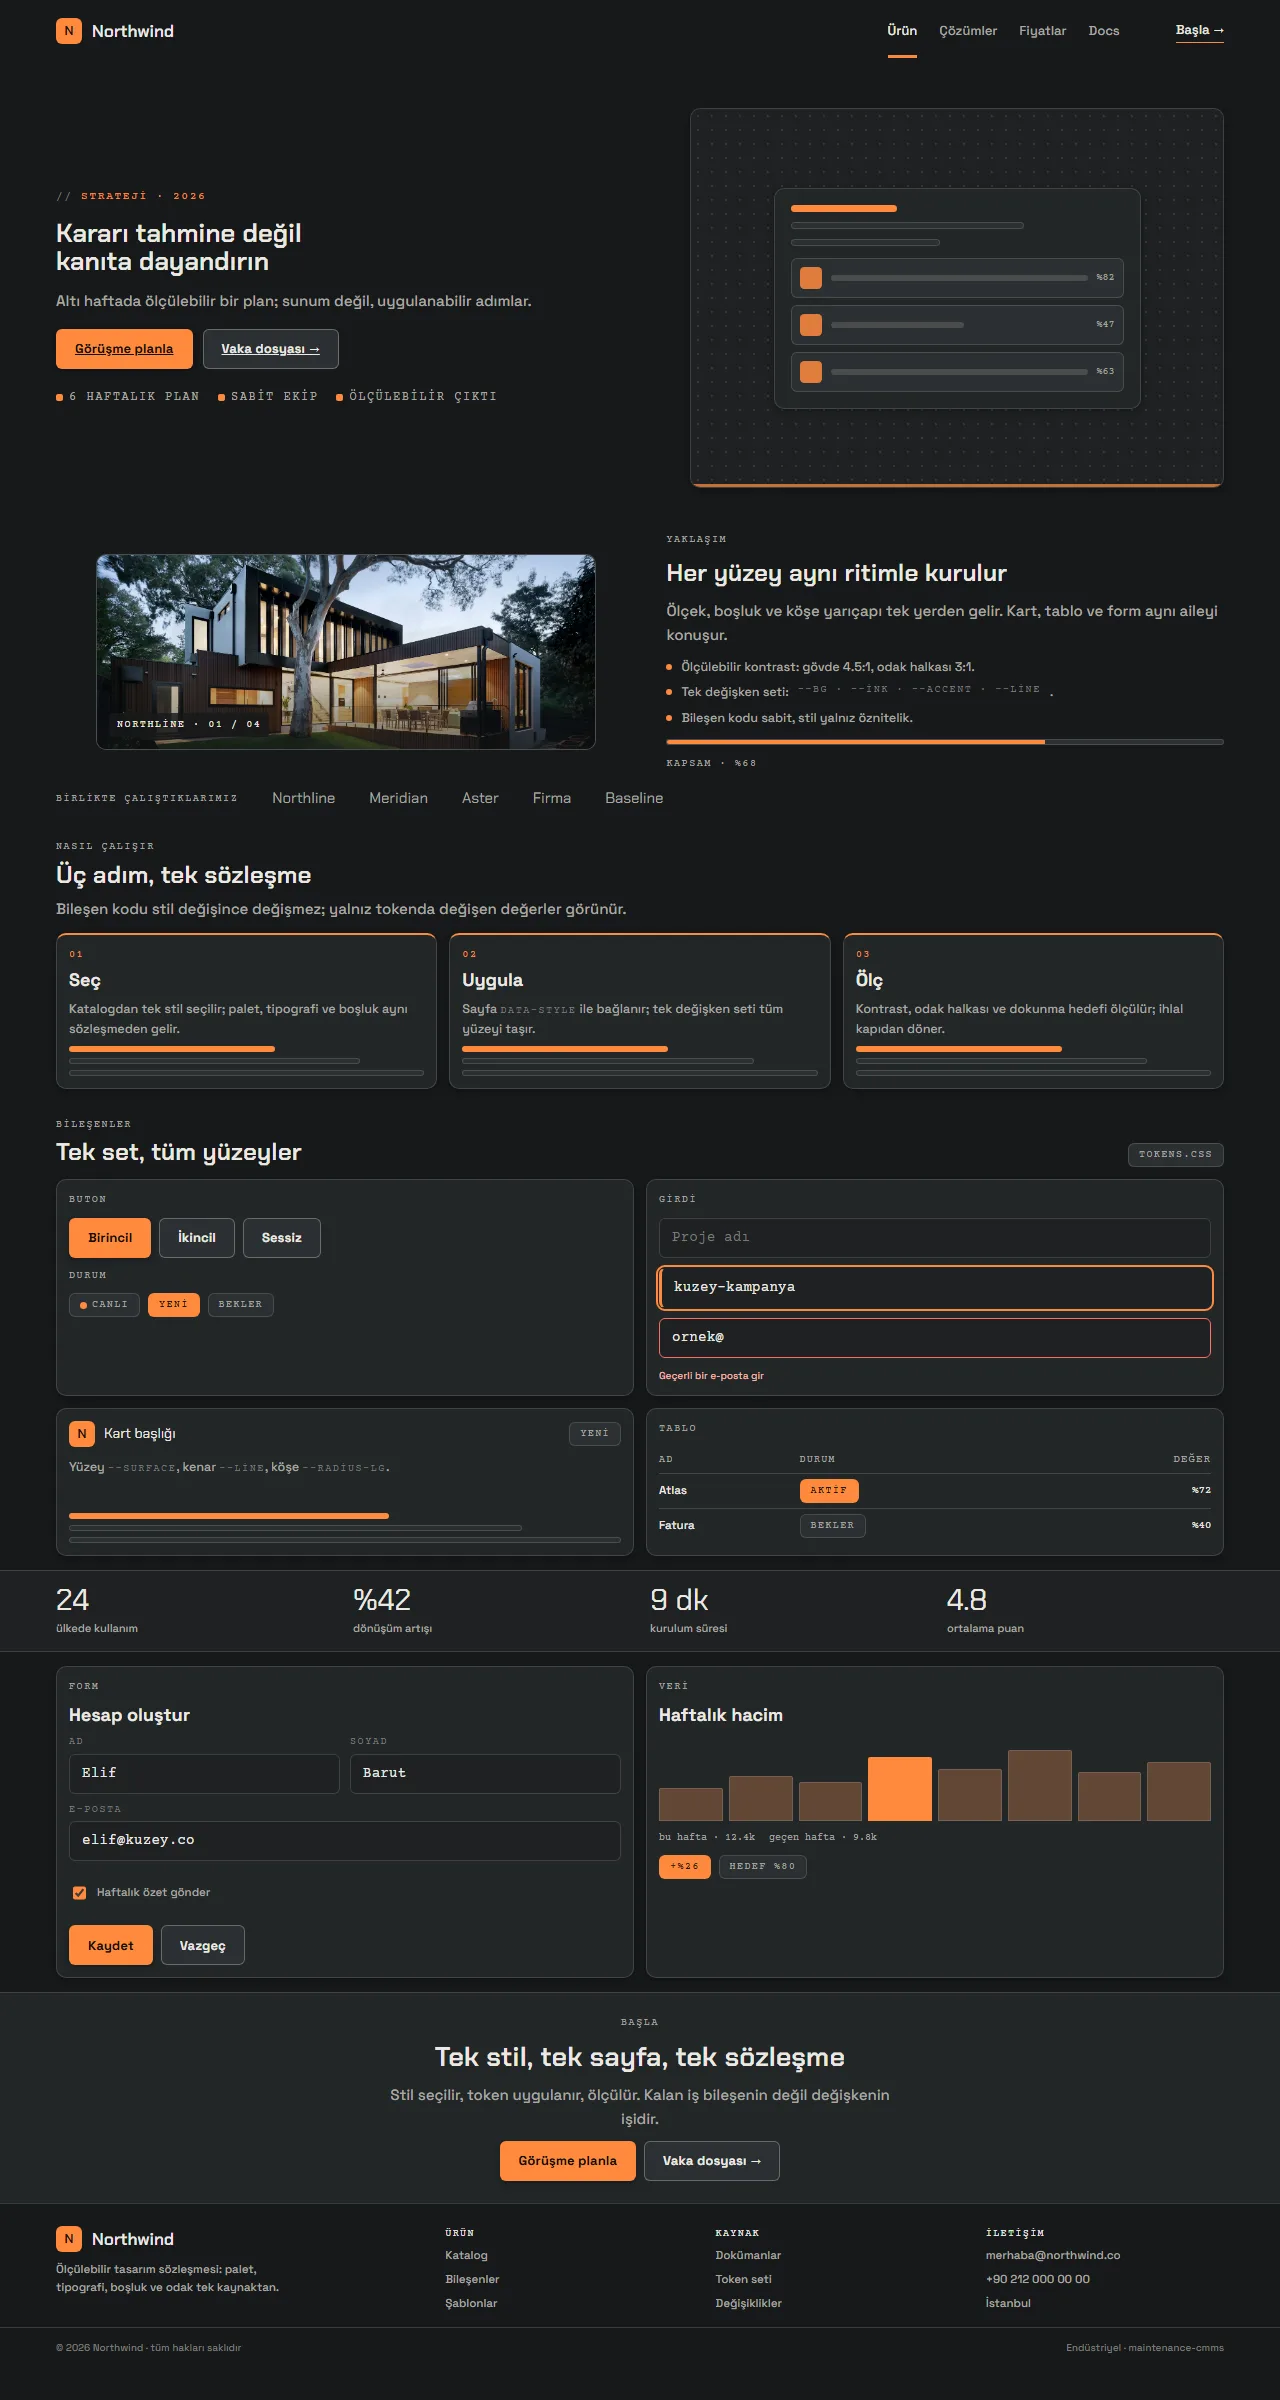 N Northwind
Ürün Çözümler Fiyatlar Docs Başla →
// STRATEJİ · 2026
Kararı tahmine değil
kanıta dayandırın
Altı haftada ölçülebilir bir plan; sunum değil, uygulanabilir adımlar.
Görüşme planla Vaka dosyası →
6 HAFTALIK PLAN SABİT EKİP ÖLÇÜLEBİLİR ÇIKTI
%82
%47
%63
NORTHLİNE · 01 / 04
YAKLAŞIM
Her yüzey aynı ritimle kurulur
Ölçek, boşluk ve köşe yarıçapı tek yerden gelir. Kart, tablo ve form aynı aileyi
konuşur.
Ölçülebilir kontrast: gövde 4.5:1, odak halkası 3:1.
Tek değişken seti: --BG · --İNK · --ACCENT · --LİNE .
Bileşen kodu sabit, stil yalnız öznitelik.
KAPSAM · %68
BİRLİKTE ÇALIŞTIKLARIMIZ Northline Meridian Aster Firma Baseline
NASIL ÇALIŞIR
Üç adım, tek sözleşme
Bileşen kodu stil değişince değişmez; yalnız tokenda değişen değerler görünür.
01
Seç
Katalogdan tek stil seçilir; palet, tipografi ve boşluk aynı
sözleşmeden gelir.
02
Uygula
Sayfa DATA-STYLE ile bağlanır; tek değişken seti tüm
yüzeyi taşır.
03
Ölç
Kontrast, odak halkası ve dokunma hedefi ölçülür; ihlal
kapıdan döner.
BİLEŞENLER
Tek set, tüm yüzeyler
TOKENS.CSS
BUTON
Birincil İkincil Sessiz
DURUM
CANLI YENİ BEKLER
GİRDİ
Proje adı
kuzey-kampanya
ornek@
Geçerli bir e-posta gir
N Kart başlığı YENİ
Yüzey --SURFACE, kenar --LİNE, köşe --RADİUS-LG.
TABLO
AD DURUM DEĞER
Atlas AKTİF %72
Fatura BEKLER %40
24
ülkede kullanım
%42
dönüşüm artışı
9 dk
kurulum süresi
4.8
ortalama puan
FORM
Hesap oluştur
AD SOYAD
Elif Barut
E-POSTA
elif@kuzey.co
Haftalık özet gönder
Kaydet Vazgeç
VERİ
Haftalık hacim
bu hafta · 12.4k geçen hafta · 9.8k
+%26 HEDEF %80
BAŞLA
Tek stil, tek sayfa, tek sözleşme
Stil seçilir, token uygulanır, ölçülür. Kalan iş bileşenin değil değişkenin
işidir.
Görüşme planla Vaka dosyası →
N Northwind
Ölçülebilir tasarım sözleşmesi: palet,
tipografi, boşluk ve odak tek kaynaktan.
ÜRÜN
Katalog
Bileşenler
Şablonlar
KAYNAK
Dokümanlar
Token seti
Değişiklikler
İLETİŞİM
merhaba@northwind.co
+90 212 000 00 00
İstanbul
© 2026 Northwind · tüm hakları saklıdır
Endüstriyel · maintenance-cmms